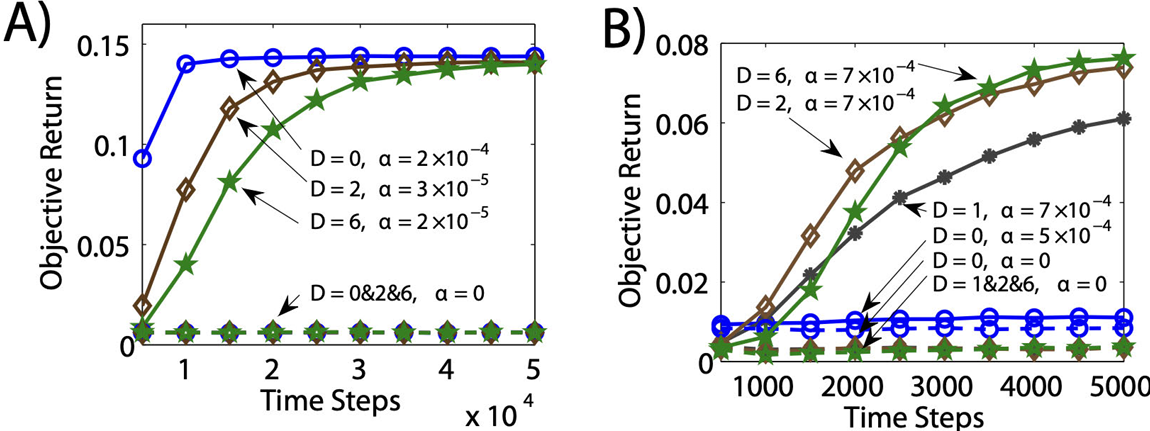 A)
Objective Return
0.15
0.1
0.05
0
D = 0, α = 2×10⁻⁴
D = 2, α = 3×10⁻⁵
D = 6, α = 2×10⁻⁵
D = 0&2&6, α = 0
1 2 3 4 5
Time Steps
x 10⁴
B)
Objective Return
0.08
0.06
0.04
0.02
0
D = 6, α = 7×10⁻⁴
D = 2, α = 7×10⁻⁴
D = 1, α = 7×10⁻⁴
D = 0, α = 5×10⁻⁴
D = 0, α = 0
D = 1&2&6, α = 0
1000 2000 3000 4000 5000
Time Steps